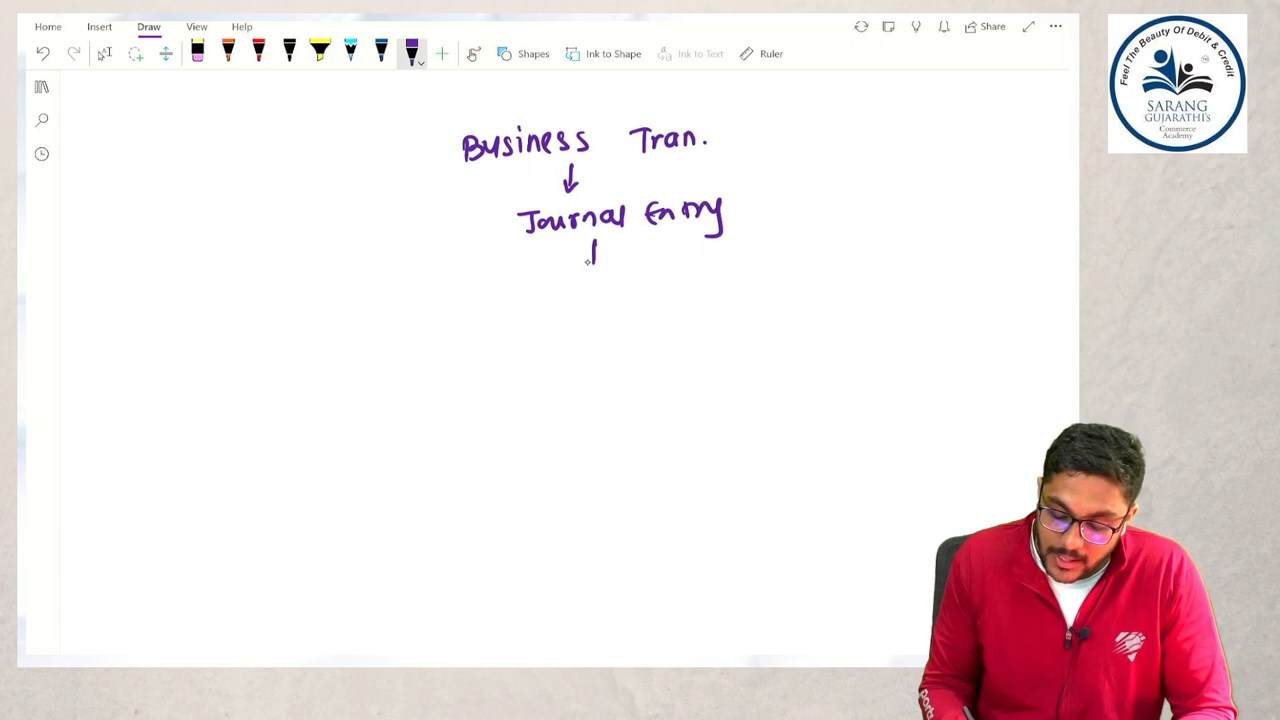 Home Insert Draw View Help
Share
Shapes Ink to Shape Ink to Text Ruler
Business Tran.
Journal Entry
Feel The Beauty Of Debit & Credit
SARANG
GUJARATHI'S
Commerce
Academy